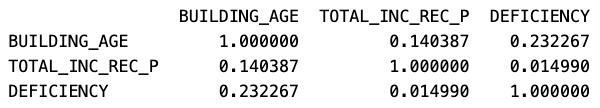 BUILDING_AGE TOTAL_INC_REC_P DEFICIENCY
BUILDING_AGE 1.000000 0.140387 0.232267
TOTAL_INC_REC_P 0.140387 1.000000 0.014990
DEFICIENCY 0.232267 0.014990 1.000000